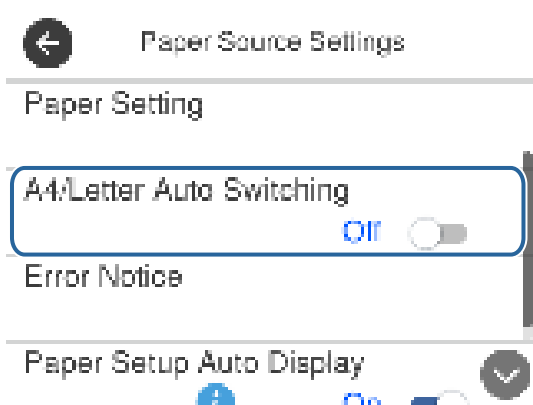 Paper Source Settings
Paper Setting
A4/Letter Auto Switching
Off
Error Notice
Paper Setup Auto Display
On